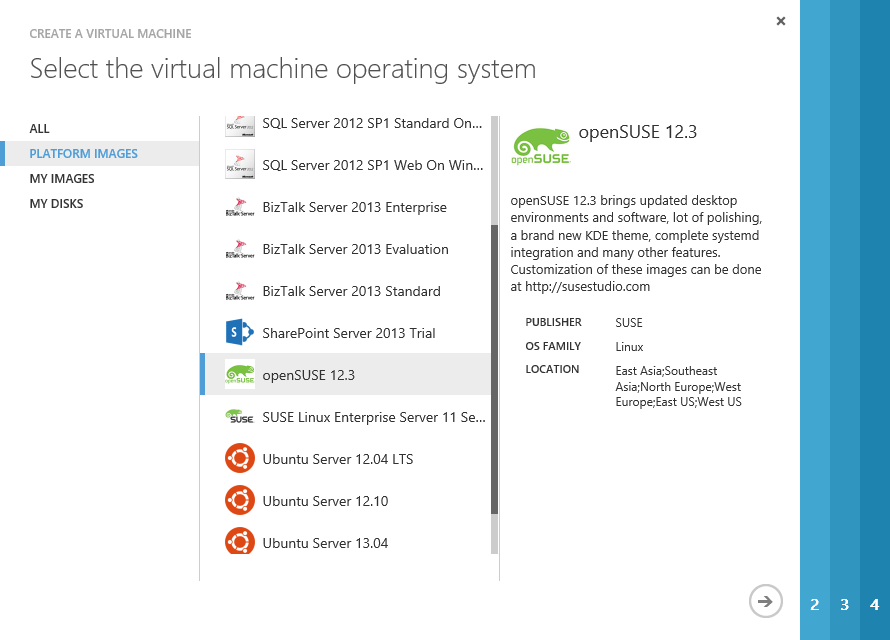 CREATE A VIRTUAL MACHINE
Select the virtual machine operating system
ALL
PLATFORM IMAGES
MY IMAGES
MY DISKS
SQL Server 2012 SP1 Standard On...
SQL Server 2012 SP1 Web On Win...
BizTalk Server 2013 Enterprise
BizTalk Server 2013 Evaluation
BizTalk Server 2013 Standard
SharePoint Server 2013 Trial
openSUSE 12.3
SUSE Linux Enterprise Server 11 Se...
Ubuntu Server 12.04 LTS
Ubuntu Server 12.10
Ubuntu Server 13.04
openSUSE
openSUSE 12.3
openSUSE 12.3 brings updated desktop
environments and software, lot of polishing,
a brand new KDE theme, complete systemd
integration and many other features.
Customization of these images can be done
at http://susestudio.com
PUBLISHER SUSE
OS FAMILY Linux
LOCATION East Asia;Southeast
Asia;North Europe;West
Europe;East US;West US
2 3 4